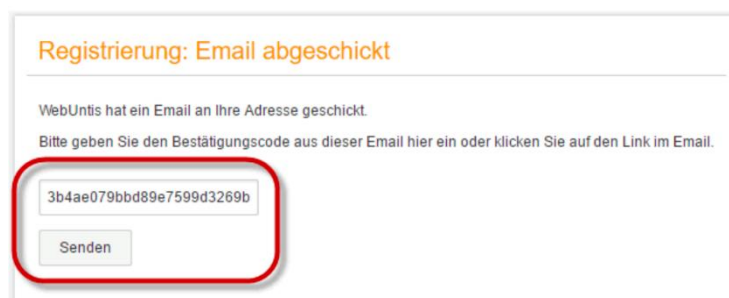 Registrierung: Email abgeschickt
WebUntis hat ein Email an Ihre Adresse geschickt.
Bitte geben Sie den Bestätigungscode aus dieser Email hier ein oder klicken Sie auf den Link im Email.
3b4ae079bbd89e7599d3269b
Senden